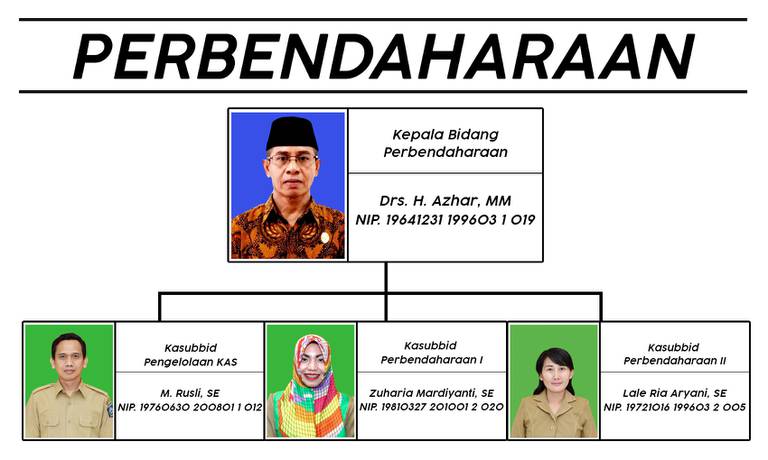 PERBENDAHARAAN
Kepala Bidang
Perbendaharaan
Drs. H. Azhar, MM
NIP. 19641231 199603 1 019
Kasubbid
Pengelolaan KAS
M. Rusli, SE
NIP. 19760630 200801 1 012
Kasubbid
Perbendaharaan I
Zuharia Mardiyanti, SE
NIP. 19810327 201001 2 020
Kasubbid
Perbendaharaan II
Lale Ria Aryani, SE
NIP. 19721016 199603 2 005